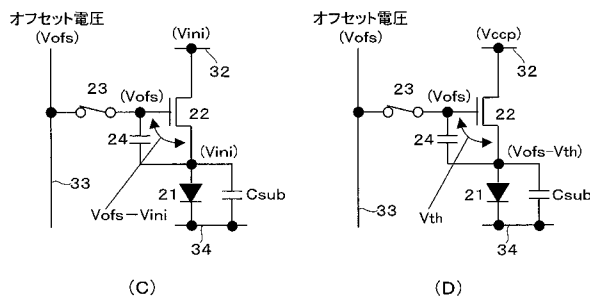 オフセット電圧
(Vofs)
(Vini)
32
23
(Vofs)
22
24
(Vini)
21
Csub
33
Vofs−Vini
34
(C)
オフセット電圧
(Vofs)
(Vccp)
32
23
(Vofs)
22
24
(Vofs-Vth)
21
Csub
33
Vth
34
(D)